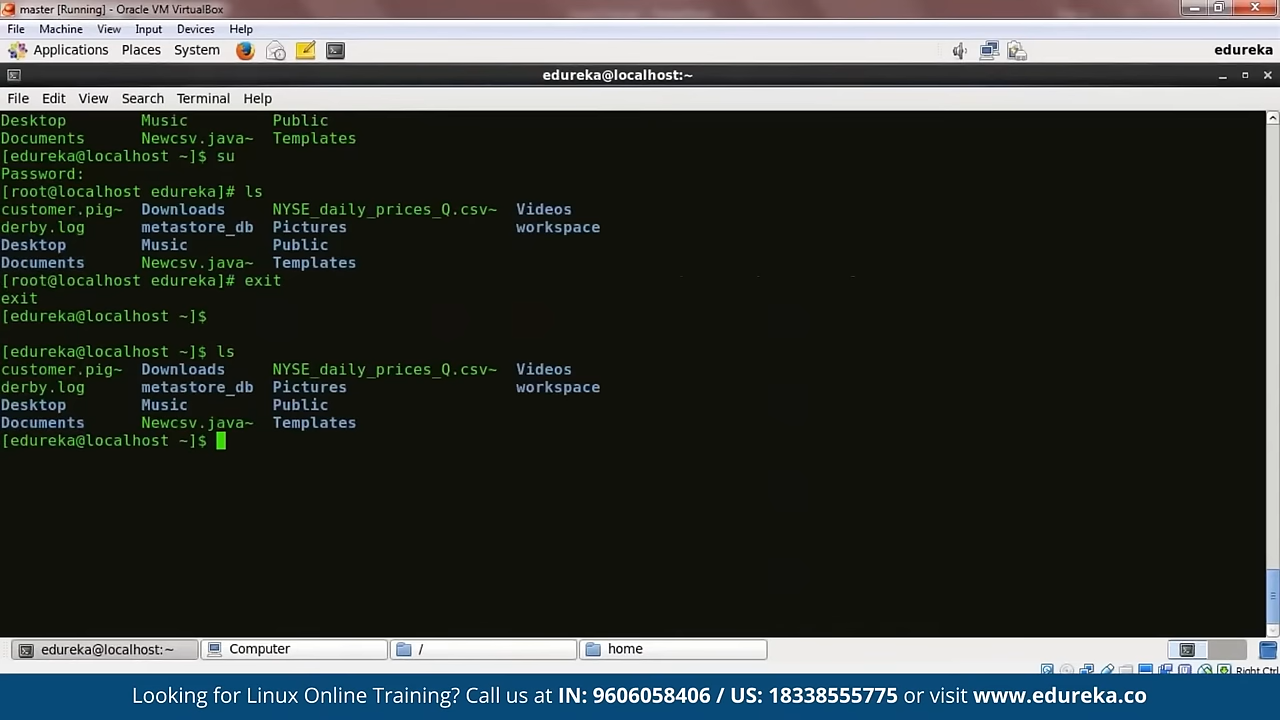 master [Running] - Oracle VM VirtualBox
File Machine View Input Devices Help
Applications Places System edureka
edureka@localhost:~
File Edit View Search Terminal Help
Desktop Music Public
Documents Newcsv.java~ Templates
[edureka@localhost ~]$ su
Password:
[root@localhost edureka]# ls
customer.pig~ Downloads NYSE_daily_prices_Q.csv~ Videos
derby.log metastore_db Pictures workspace
Desktop Music Public
Documents Newcsv.java~ Templates
[root@localhost edureka]# exit
exit
[edureka@localhost ~]$
[edureka@localhost ~]$ ls
customer.pig~ Downloads NYSE_daily_prices_Q.csv~ Videos
derby.log metastore_db Pictures workspace
Desktop Music Public
Documents Newcsv.java~ Templates
[edureka@localhost ~]$
edureka@localhost:~ Computer / home
Right Ctrl
Looking for Linux Online Training? Call us at IN: 9606058406 / US: 18338555775 or visit www.edureka.co